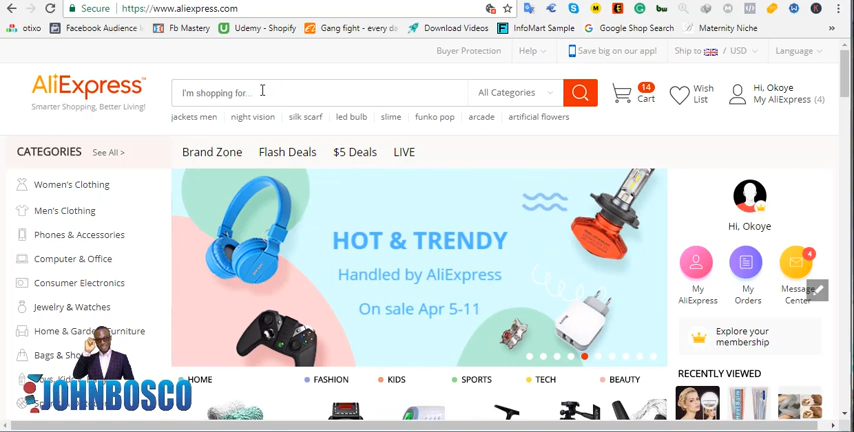 Secure https://www.aliexpress.com
otixo Facebook Audience I Fb Mastery Udemy - Shopify Gang fight - every da Download Videos InfoMart Sample Google Shop Search Maternity Niche
Buyer Protection Help Save big on our app! Ship to / USD Language
AliExpress™
Smarter Shopping, Better Living!
I'm shopping for...
All Categories
14
Cart
Wish
List
Hi, Okoye
My AliExpress (4)
jackets men night vision silk scarf led bulb slime funko pop arcade artificial flowers
CATEGORIES See All >
Brand Zone Flash Deals $5 Deals LIVE
Women's Clothing
Men's Clothing
Phones & Accessories
Computer & Office
Consumer Electronics
Jewelry & Watches
Home & Garden, Furniture
Bags & Sho
HOT & TRENDY
Handled by AliExpress
On sale Apr 5-11
Hi, Okoye
My
AliExpress
My
Orders
4
Message
Center
Explore your
membership
RECENTLY VIEWED
HOME FASHION KIDS SPORTS TECH BEAUTY
JOHNBOSCO